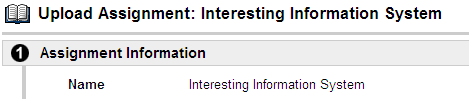 Upload Assignment: Interesting Information System
1 Assignment Information
Name Interesting Information System